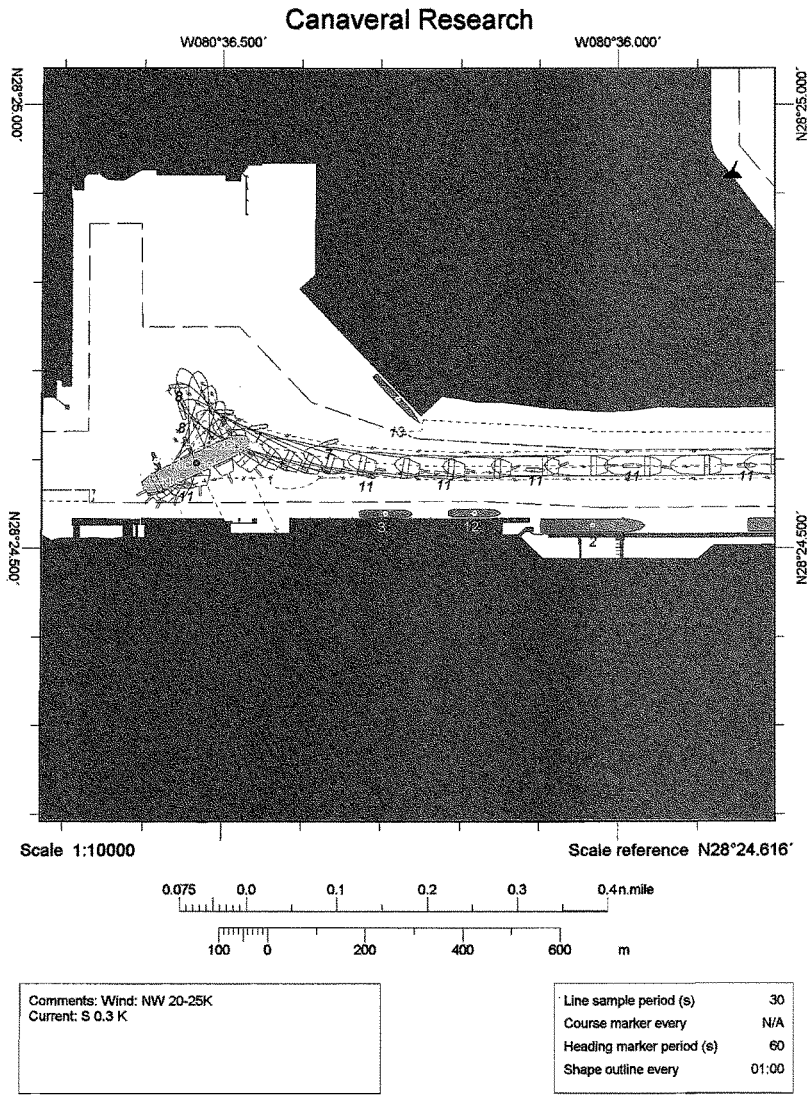 Canaveral Research
W080°36.500´ W080°36.000´
N28°25.000´ N28°25.000´
8
8
13
11 11 11 11 11 11 11
3 12 2
N28°24.500´ N28°24.500´
Scale 1:10000 Scale reference N28°24.616´
0.075 0.0 0.1 0.2 0.3 0.4 n.mile
100 0 200 400 600 m
Comments: Wind: NW 20-25K
Current: S 0.3 K
Line sample period (s) 30
Course marker every N/A
Heading marker period (s) 60
Shape outline every 01:00